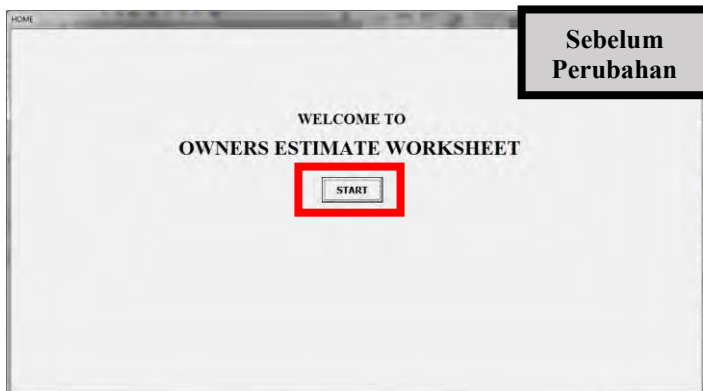 HOME
Sebelum
Perubahan
WELCOME TO
OWNERS ESTIMATE WORKSHEET
START